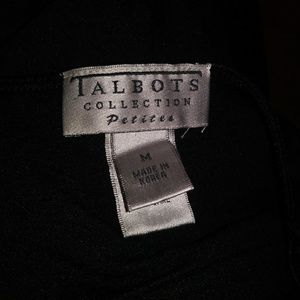 TALBOTS
COLLECTION
Petites
M
MADE IN
KOREA